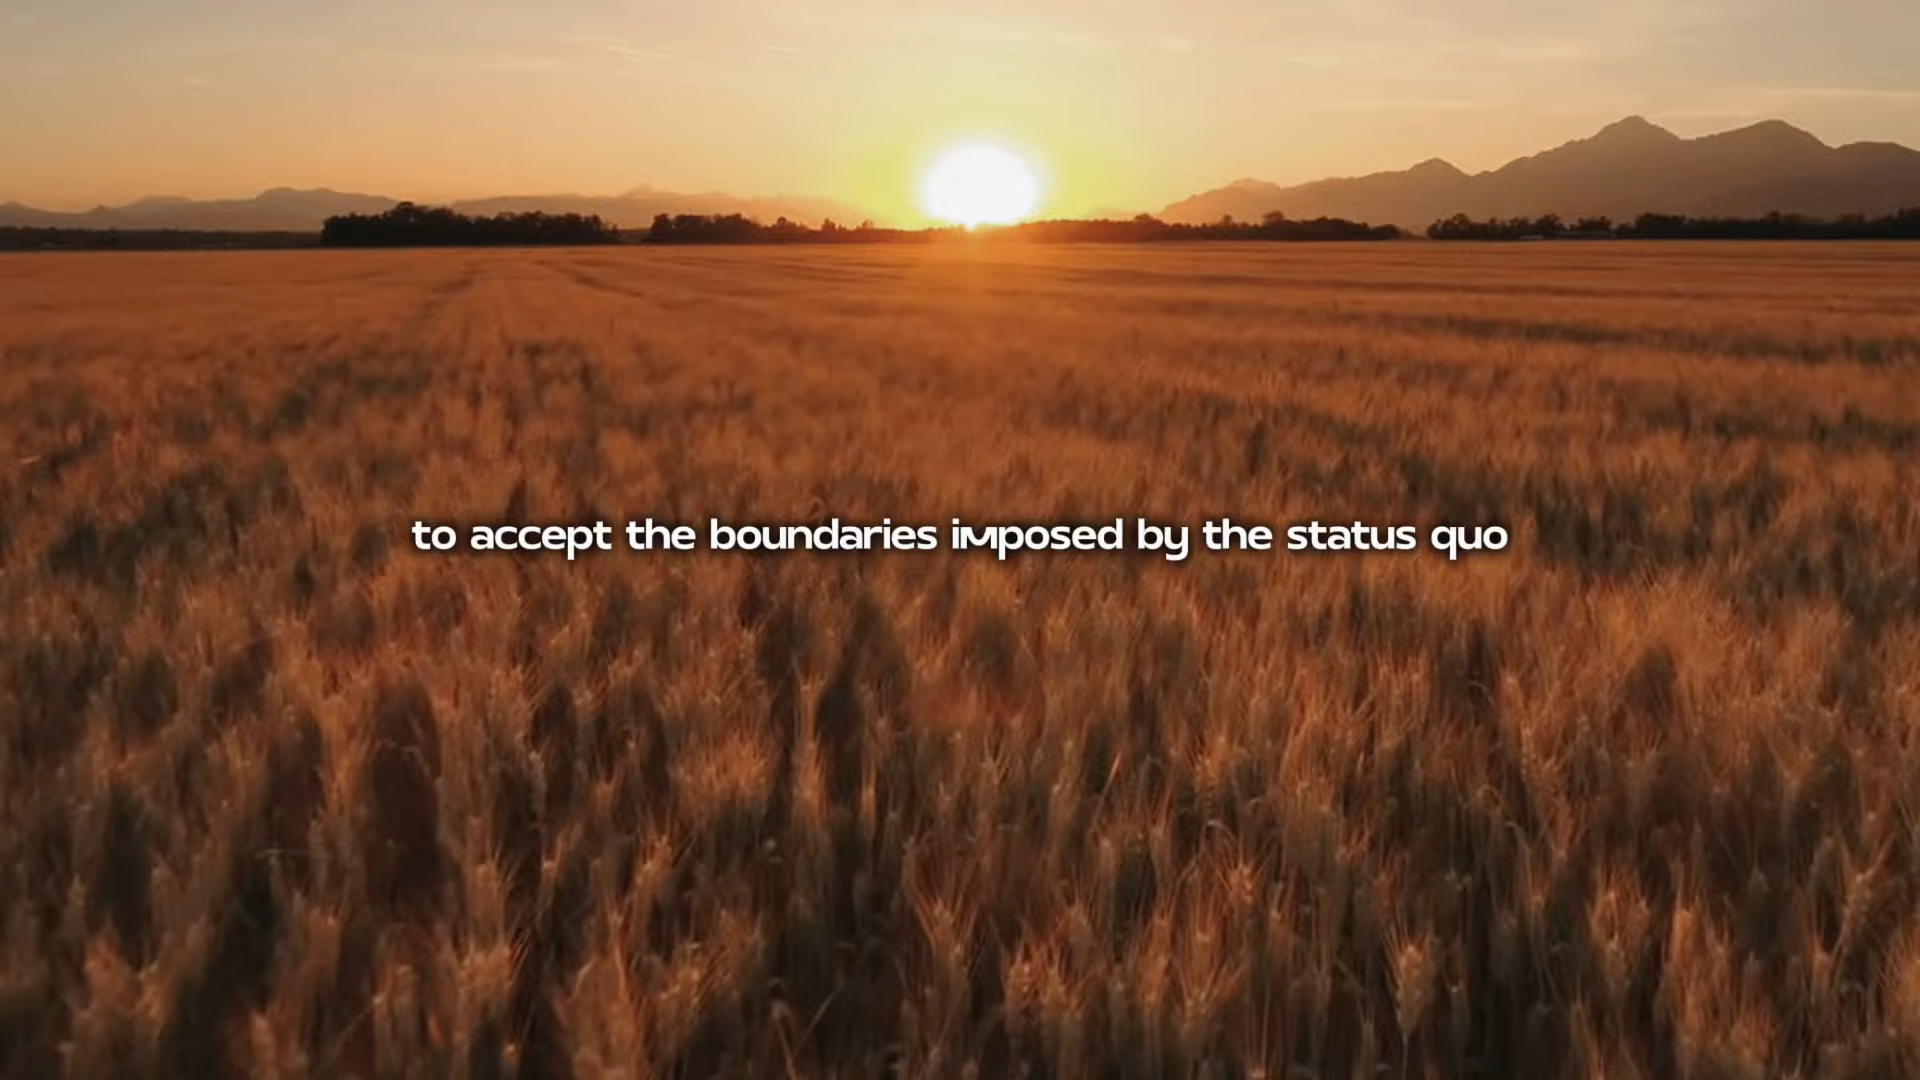 to accept the boundaries imposed by the status quo